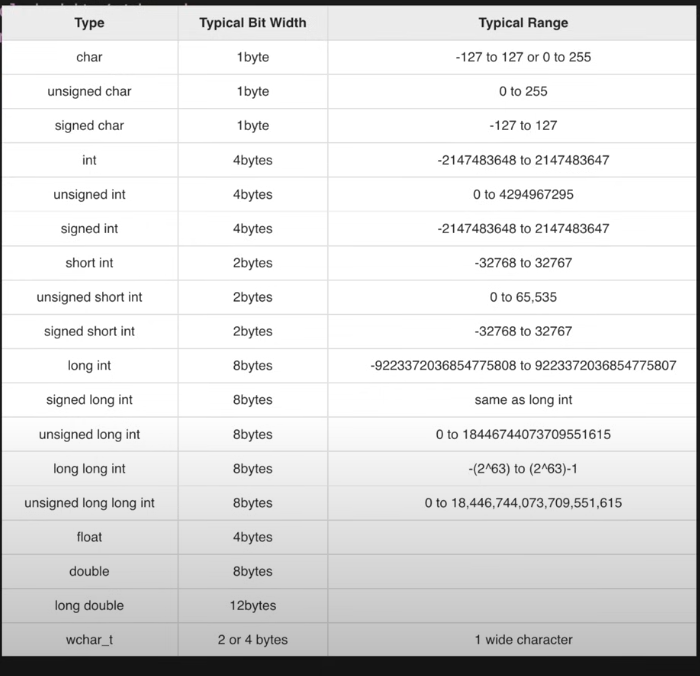 Type Typical Bit Width Typical Range
char 1byte -127 to 127 or 0 to 255
unsigned char 1byte 0 to 255
signed char 1byte -127 to 127
int 4bytes -2147483648 to 2147483647
unsigned int 4bytes 0 to 4294967295
signed int 4bytes -2147483648 to 2147483647
short int 2bytes -32768 to 32767
unsigned short int 2bytes 0 to 65,535
signed short int 2bytes -32768 to 32767
long int 8bytes -9223372036854775808 to 9223372036854775807
signed long int 8bytes same as long int
unsigned long int 8bytes 0 to 18446744073709551615
long long int 8bytes -(2^63) to (2^63)-1
unsigned long long int 8bytes 0 to 18,446,744,073,709,551,615
float 4bytes
double 8bytes
long double 12bytes
wchar_t 2 or 4 bytes 1 wide character